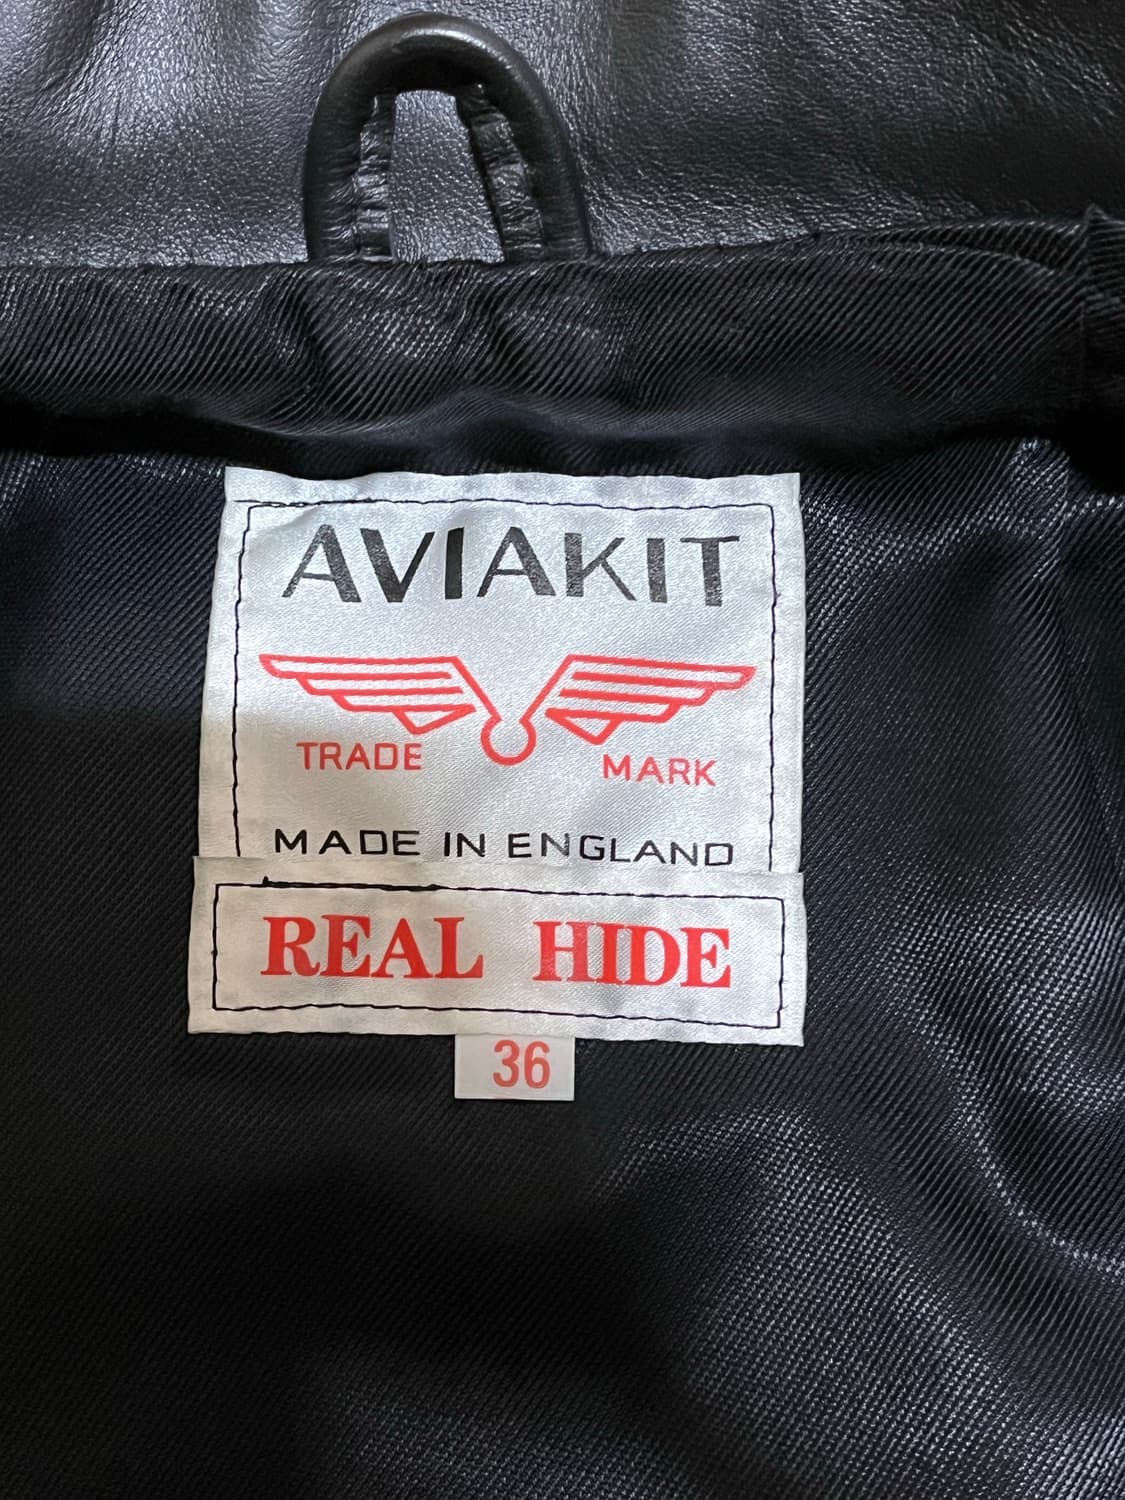 AVIAKIT
TRADE MARK
MADE IN ENGLAND
REAL HIDE
36